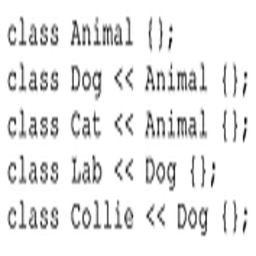 class Animal {};
class Dog << Animal {};
class Cat << Animal {};
class Lab << Dog {};
class Collie << Dog {};